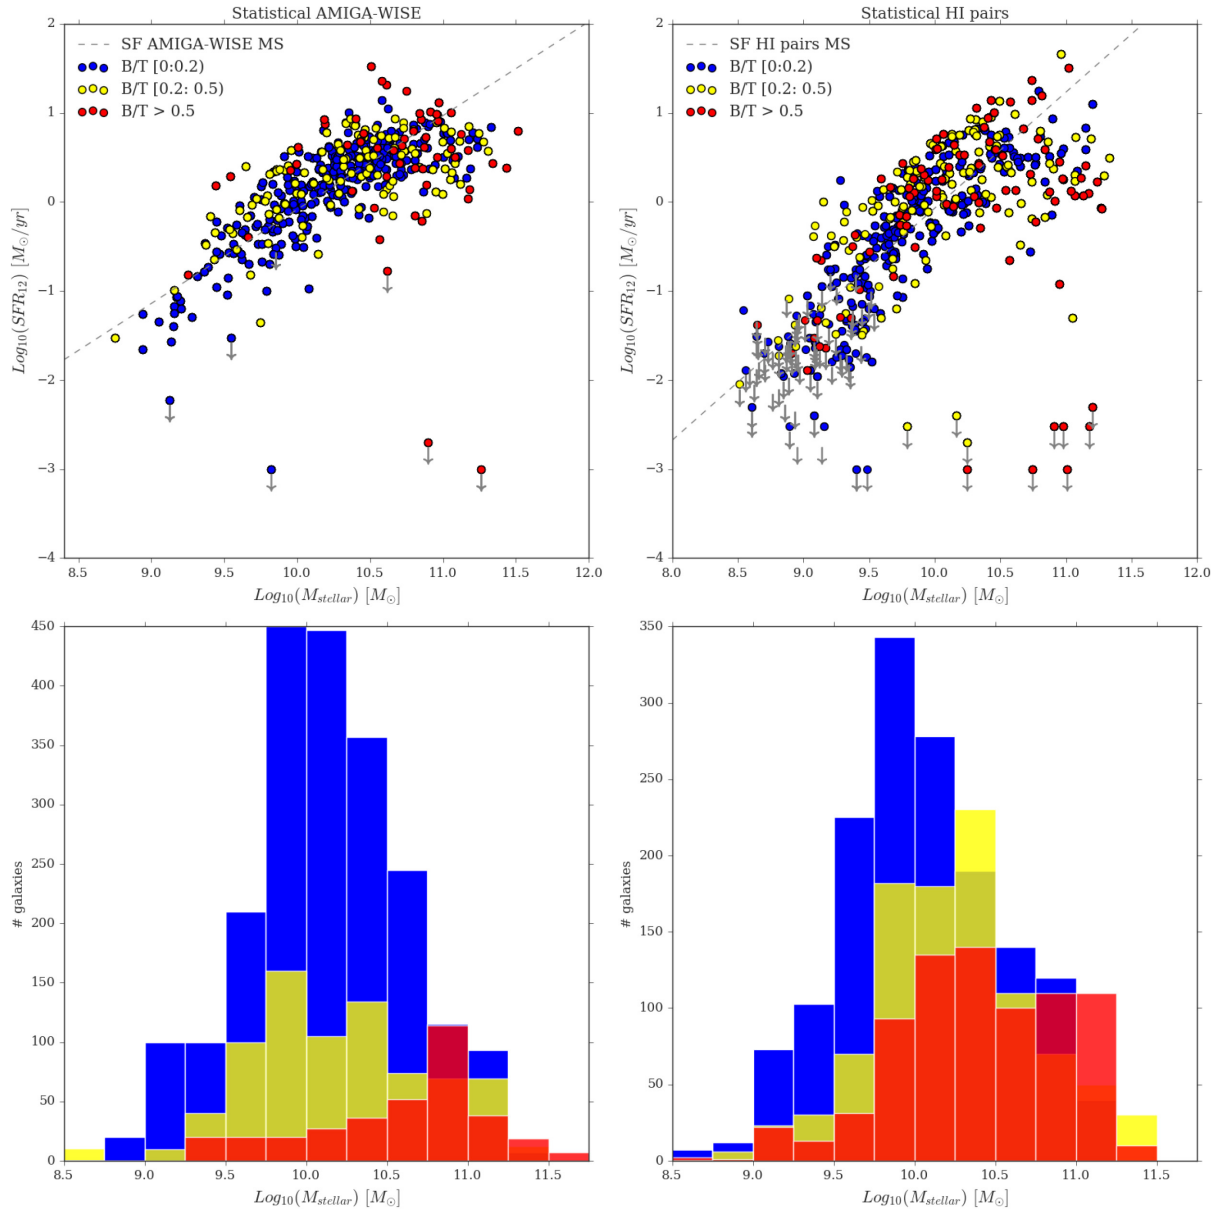 Statistical AMIGA-WISE
2
1
0
−1
−2
−3
−4
Log10(SFR12) [M⊙/yr]
SF AMIGA-WISE MS
B/T [0:0.2)
B/T [0.2: 0.5)
B/T > 0.5
8.5 9.0 9.5 10.0 10.5 11.0 11.5 12.0
Log10(Mstellar) [M⊙]
Statistical HI pairs
2
1
0
−1
−2
−3
−4
Log10(SFR12) [M⊙/yr]
SF HI pairs MS
B/T [0:0.2)
B/T [0.2: 0.5)
B/T > 0.5
8.0 8.5 9.0 9.5 10.0 10.5 11.0 11.5 12.0
Log10(Mstellar) [M⊙]
450
400
350
300
250
200
150
100
50
0
# galaxies
8.5 9.0 9.5 10.0 10.5 11.0 11.5
Log10(Mstellar) [M⊙]
350
300
250
200
150
100
50
0
# galaxies
8.5 9.0 9.5 10.0 10.5 11.0 11.5
Log10(Mstellar) [M⊙]